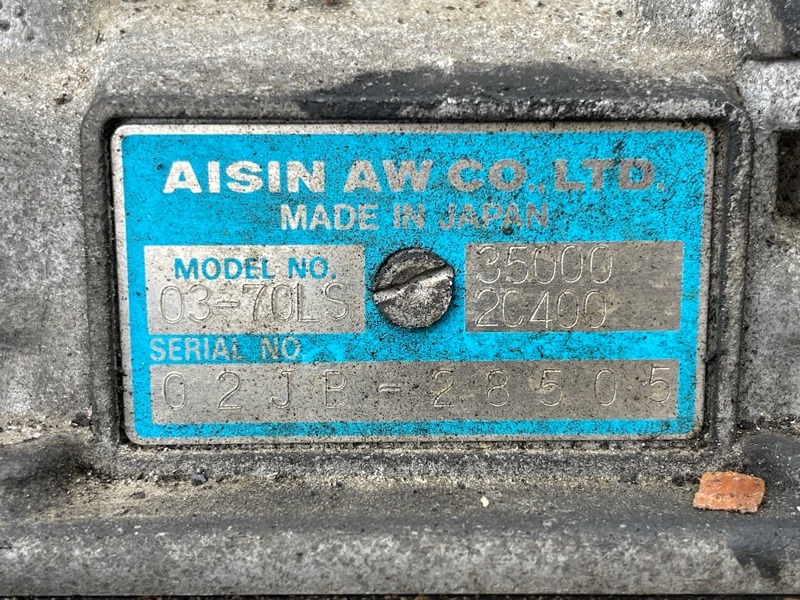 AISIN AW CO., LTD.
MADE IN JAPAN
MODEL NO.
03-70LS
35000
2C400
SERIAL NO
02JB-28505